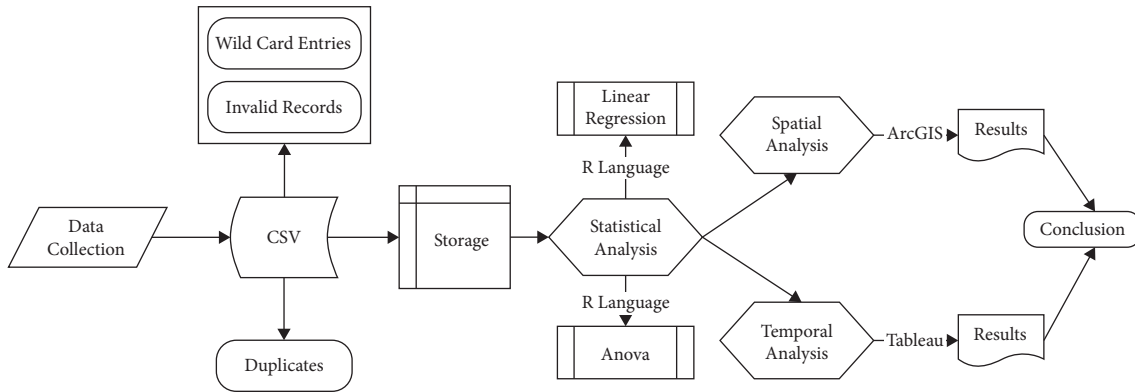 Wild Card Entries
Invalid Records
Data
Collection
CSV
Duplicates
Storage
Linear
Regression
R Language
Statistical
Analysis
R Language
Anova
Spatial
Analysis
ArcGIS
Results
Temporal
Analysis
Tableau
Results
Conclusion